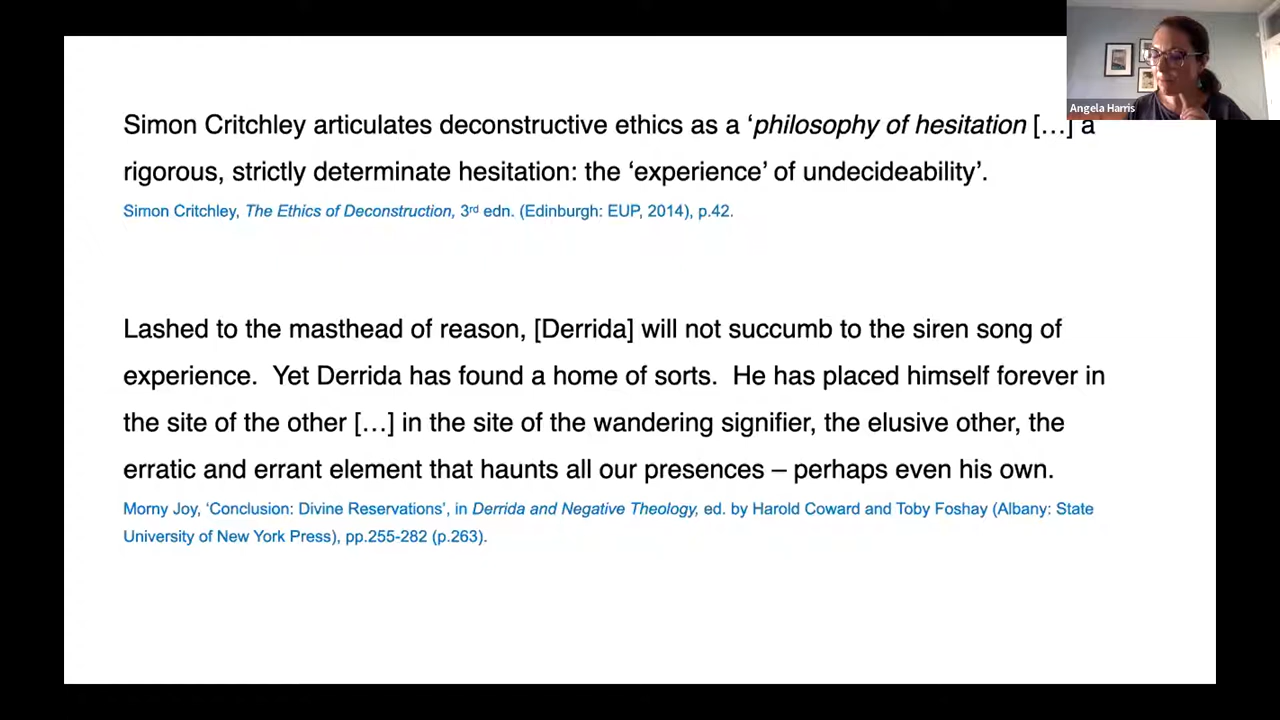 Angela Harris
Simon Critchley articulates deconstructive ethics as a ‘philosophy of hesitation […] a
rigorous, strictly determinate hesitation: the ‘experience’ of undecideability’.
Simon Critchley, The Ethics of Deconstruction, 3rd edn. (Edinburgh: EUP, 2014), p.42.
Lashed to the masthead of reason, [Derrida] will not succumb to the siren song of
experience.  Yet Derrida has found a home of sorts.  He has placed himself forever in
the site of the other […] in the site of the wandering signifier, the elusive other, the
erratic and errant element that haunts all our presences – perhaps even his own.
Morny Joy, ‘Conclusion: Divine Reservations’, in Derrida and Negative Theology, ed. by Harold Coward and Toby Foshay (Albany: State
University of New York Press), pp.255-282 (p.263).